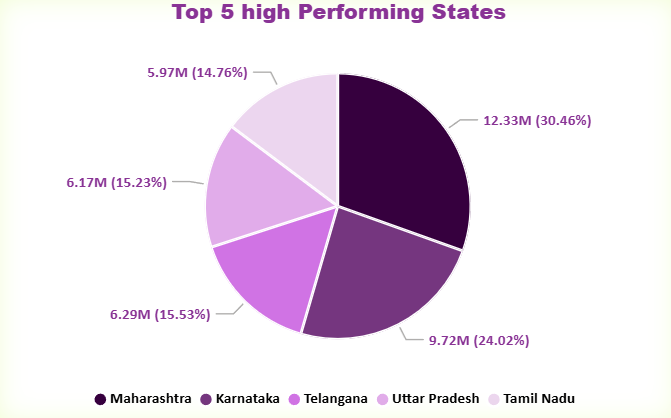 Top 5 high Performing States
5.97M (14.76%)
12.33M (30.46%)
6.17M (15.23%)
6.29M (15.53%)
9.72M (24.02%)
Maharashtra Karnataka Telangana Uttar Pradesh Tamil Nadu